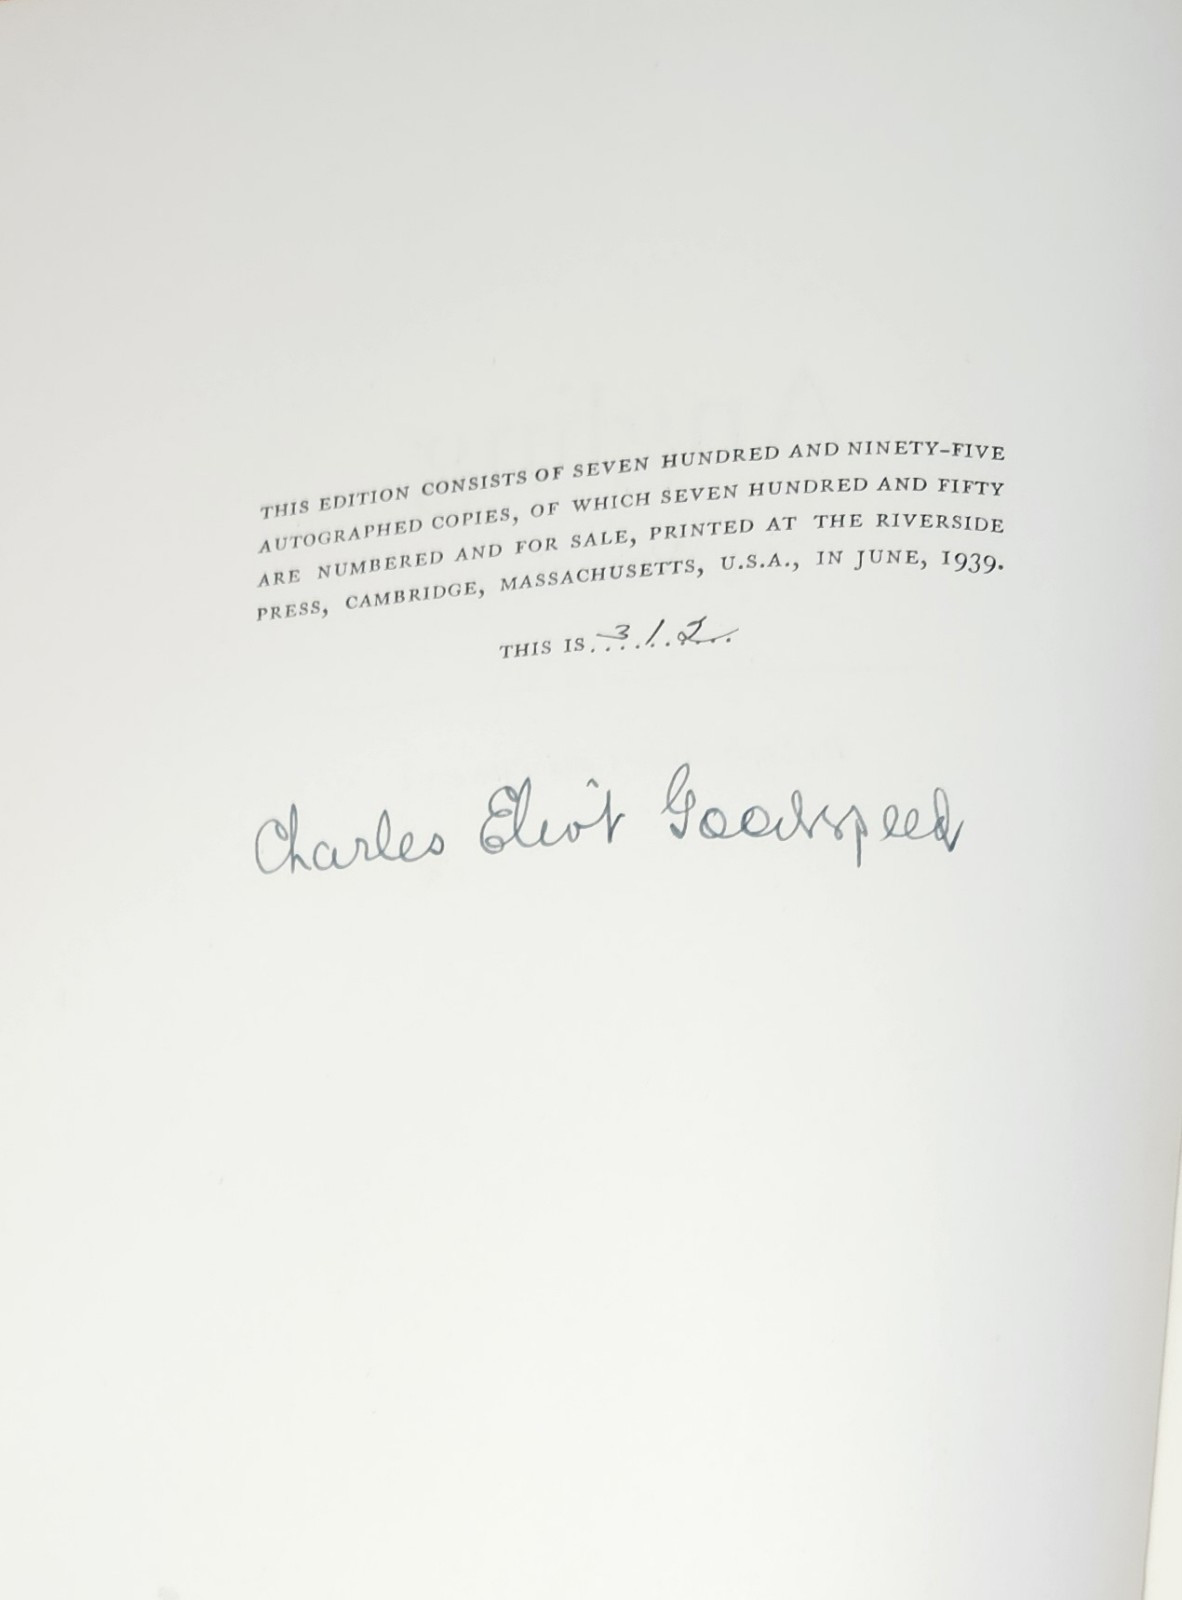 THIS EDITION CONSISTS OF SEVEN HUNDRED AND NINETY-FIVE
AUTOGRAPHED COPIES, OF WHICH SEVEN HUNDRED AND FIFTY
ARE NUMBERED AND FOR SALE, PRINTED AT THE RIVERSIDE
PRESS, CAMBRIDGE, MASSACHUSETTS, U.S.A., IN JUNE, 1939.
THIS IS 312
Charles Eliot Goodspeed